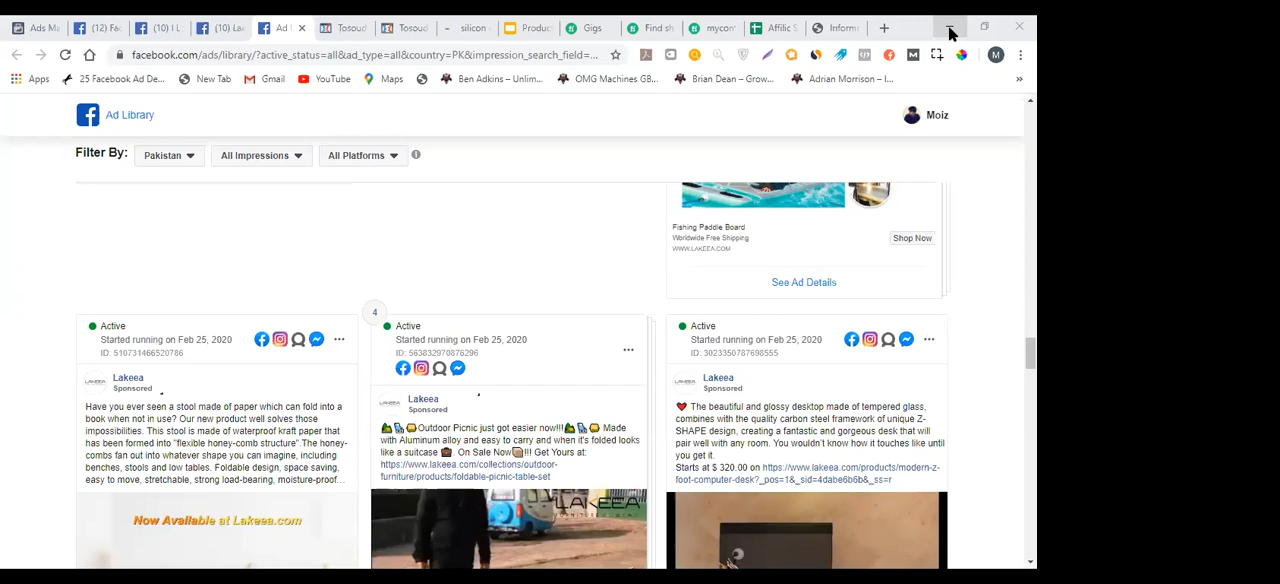 Ads Ma
(12) Fac
(10) I L
(10) Lak
Ad
Tosoud
Tosoud
silicon
Produc
Gigs
Find sh
mycon
Affilic S
Inform
facebook.com/ads/library/?active_status=all&ad_type=all&country=PK&impression_search_field=...
M
Apps
25 Facebook Ad De...
New Tab
Gmail
YouTube
Maps
Ben Adkins – Unlim...
OMG Machines GB...
Brian Dean – Grow...
Adrian Morrison – I...
»
Ad Library
Moiz
Filter By:
Pakistan
All Impressions
All Platforms
Fishing Paddle Board
Worldwide Free Shipping
WWW.LAKEEA.COM
Shop Now
See Ad Details
Active
Started running on Feb 25, 2020
ID: 510731466520786
Lakeea
Sponsored
Have you ever seen a stool made of paper which can fold into a
book when not in use? Our new product well solves those
impossibilities. This stool is made of waterproof kraft paper that
has been formed into "flexible honey-comb structure".The honey-
combs fan out into whatever shape you can imagine, including
benches, stools and low tables. Foldable design, space saving,
easy to move, stretchable, strong load-bearing, moisture-proof...
Now Available at Lakeea.com
4
Active
Started running on Feb 25, 2020
ID: 563832970876296
LAKEEA
Lakeea
Sponsored
🏕️🛝🍔Outdoor Picnic just got easier now!!!🏕️🛝🍔 Made
with Aluminum alloy and easy to carry and when it's folded looks
like a suitcase 💼. On Sale Now📦!!! Get Yours at:
https://www.lakeea.com/collections/outdoor-
furniture/products/foldable-picnic-table-set
LAKEEA
Active
Started running on Feb 25, 2020
ID: 3023350787698555
Lakeea
Sponsored
❤️ The beautiful and glossy desktop made of tempered glass,
combines with the quality carbon steel framework of unique Z-
SHAPE design, creating a fantastic and gorgeous desk that will
pair well with any room. You wouldn't know how it touches like until
you get it.
Starts at $ 320.00 on https://www.lakeea.com/products/modern-z-
foot-computer-desk?_pos=1&_sid=4dabe6b6b&_ss=r